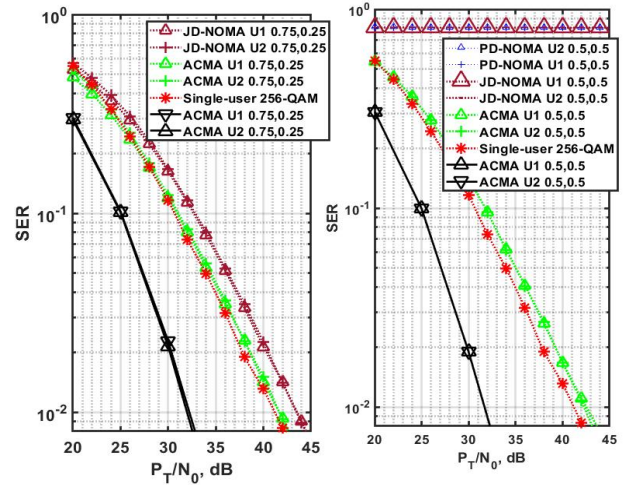 10⁰
10⁻¹
10⁻²
SER
20 25 30 35 40 45
P_T/N_0, dB
JD-NOMA U1 0.75,0.25
JD-NOMA U2 0.75,0.25
ACMA U1 0.75,0.25
ACMA U2 0.75,0.25
Single-user 256-QAM
ACMA U1 0.75,0.25
ACMA U2 0.75,0.25
10⁰
10⁻¹
10⁻²
SER
20 25 30 35 40 45
P_T/N_0, dB
PD-NOMA U2 0.5,0.5
PD-NOMA U1 0.5,0.5
JD-NOMA U1 0.5,0.5
JD-NOMA U2 0.5,0.5
ACMA U1 0.5,0.5
ACMA U2 0.5,0.5
Single-user 256-QAM
ACMA U1 0.5,0.5
ACMA U2 0.5,0.5